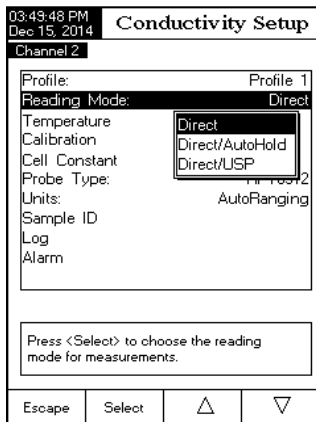 03:49:48 PM
Dec 15, 2014
Conductivity Setup
Channel 2
Profile: Profile 1
Reading Mode: Direct
Temperature
Direct
Calibration
Direct/AutoHold
Cell Constant
Direct/USP
Probe Type:
Units: AutoRanging
Sample ID
Log
Alarm
Press <Select> to choose the reading
mode for measurements.
Escape Select △ ▽